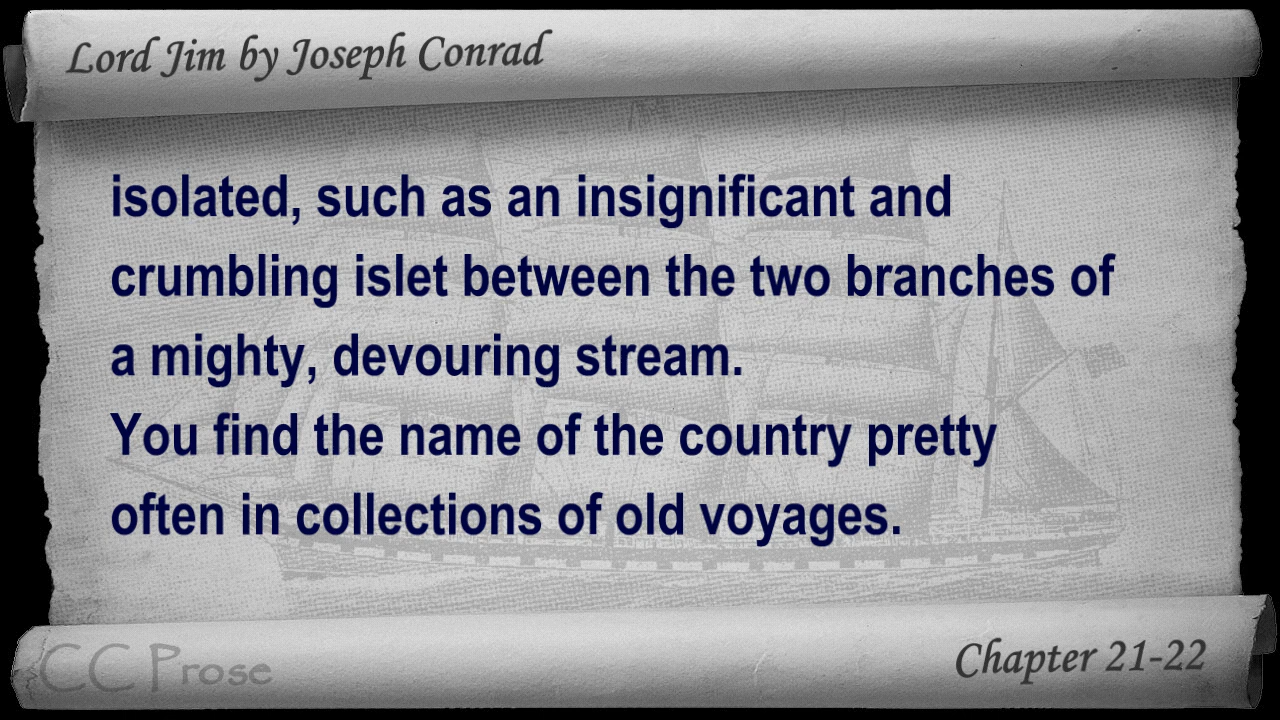 Lord Jim by Joseph Conrad
isolated, such as an insignificant and
crumbling islet between the two branches of
a mighty, devouring stream.
You find the name of the country pretty
often in collections of old voyages.
CC Prose
Chapter 21-22